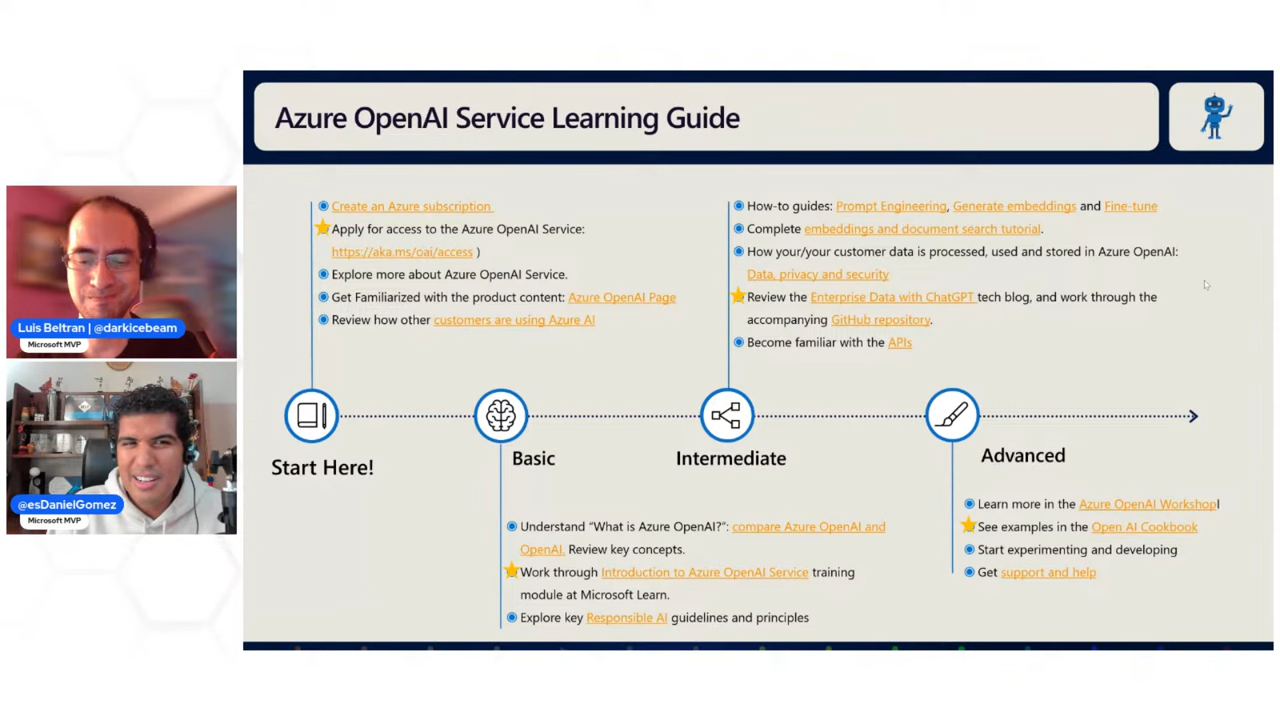 Azure OpenAI Service Learning Guide
Create an Azure subscription
Apply for access to the Azure OpenAI Service:
https://aka.ms/oai/access )
Explore more about Azure OpenAI Service.
Get Familiarized with the product content: Azure OpenAI Page
Review how other customers are using Azure AI
How-to guides: Prompt Engineering, Generate embeddings and Fine-tune
Complete embeddings and document search tutorial.
How your/your customer data is processed, used and stored in Azure OpenAI:
Data, privacy and security
Review the Enterprise Data with ChatGPT tech blog, and work through the
accompanying GitHub repository.
Become familiar with the APIs
Luis Beltran | @darkicebeam
Microsoft MVP
@esDanielGomez
Microsoft MVP
Start Here!
Basic
Intermediate
Advanced
Understand “What is Azure OpenAI?”: compare Azure OpenAI and
OpenAI. Review key concepts.
Work through Introduction to Azure OpenAI Service training
module at Microsoft Learn.
Explore key Responsible AI guidelines and principles
Learn more in the Azure OpenAI Workshop!
See examples in the Open AI Cookbook
Start experimenting and developing
Get support and help